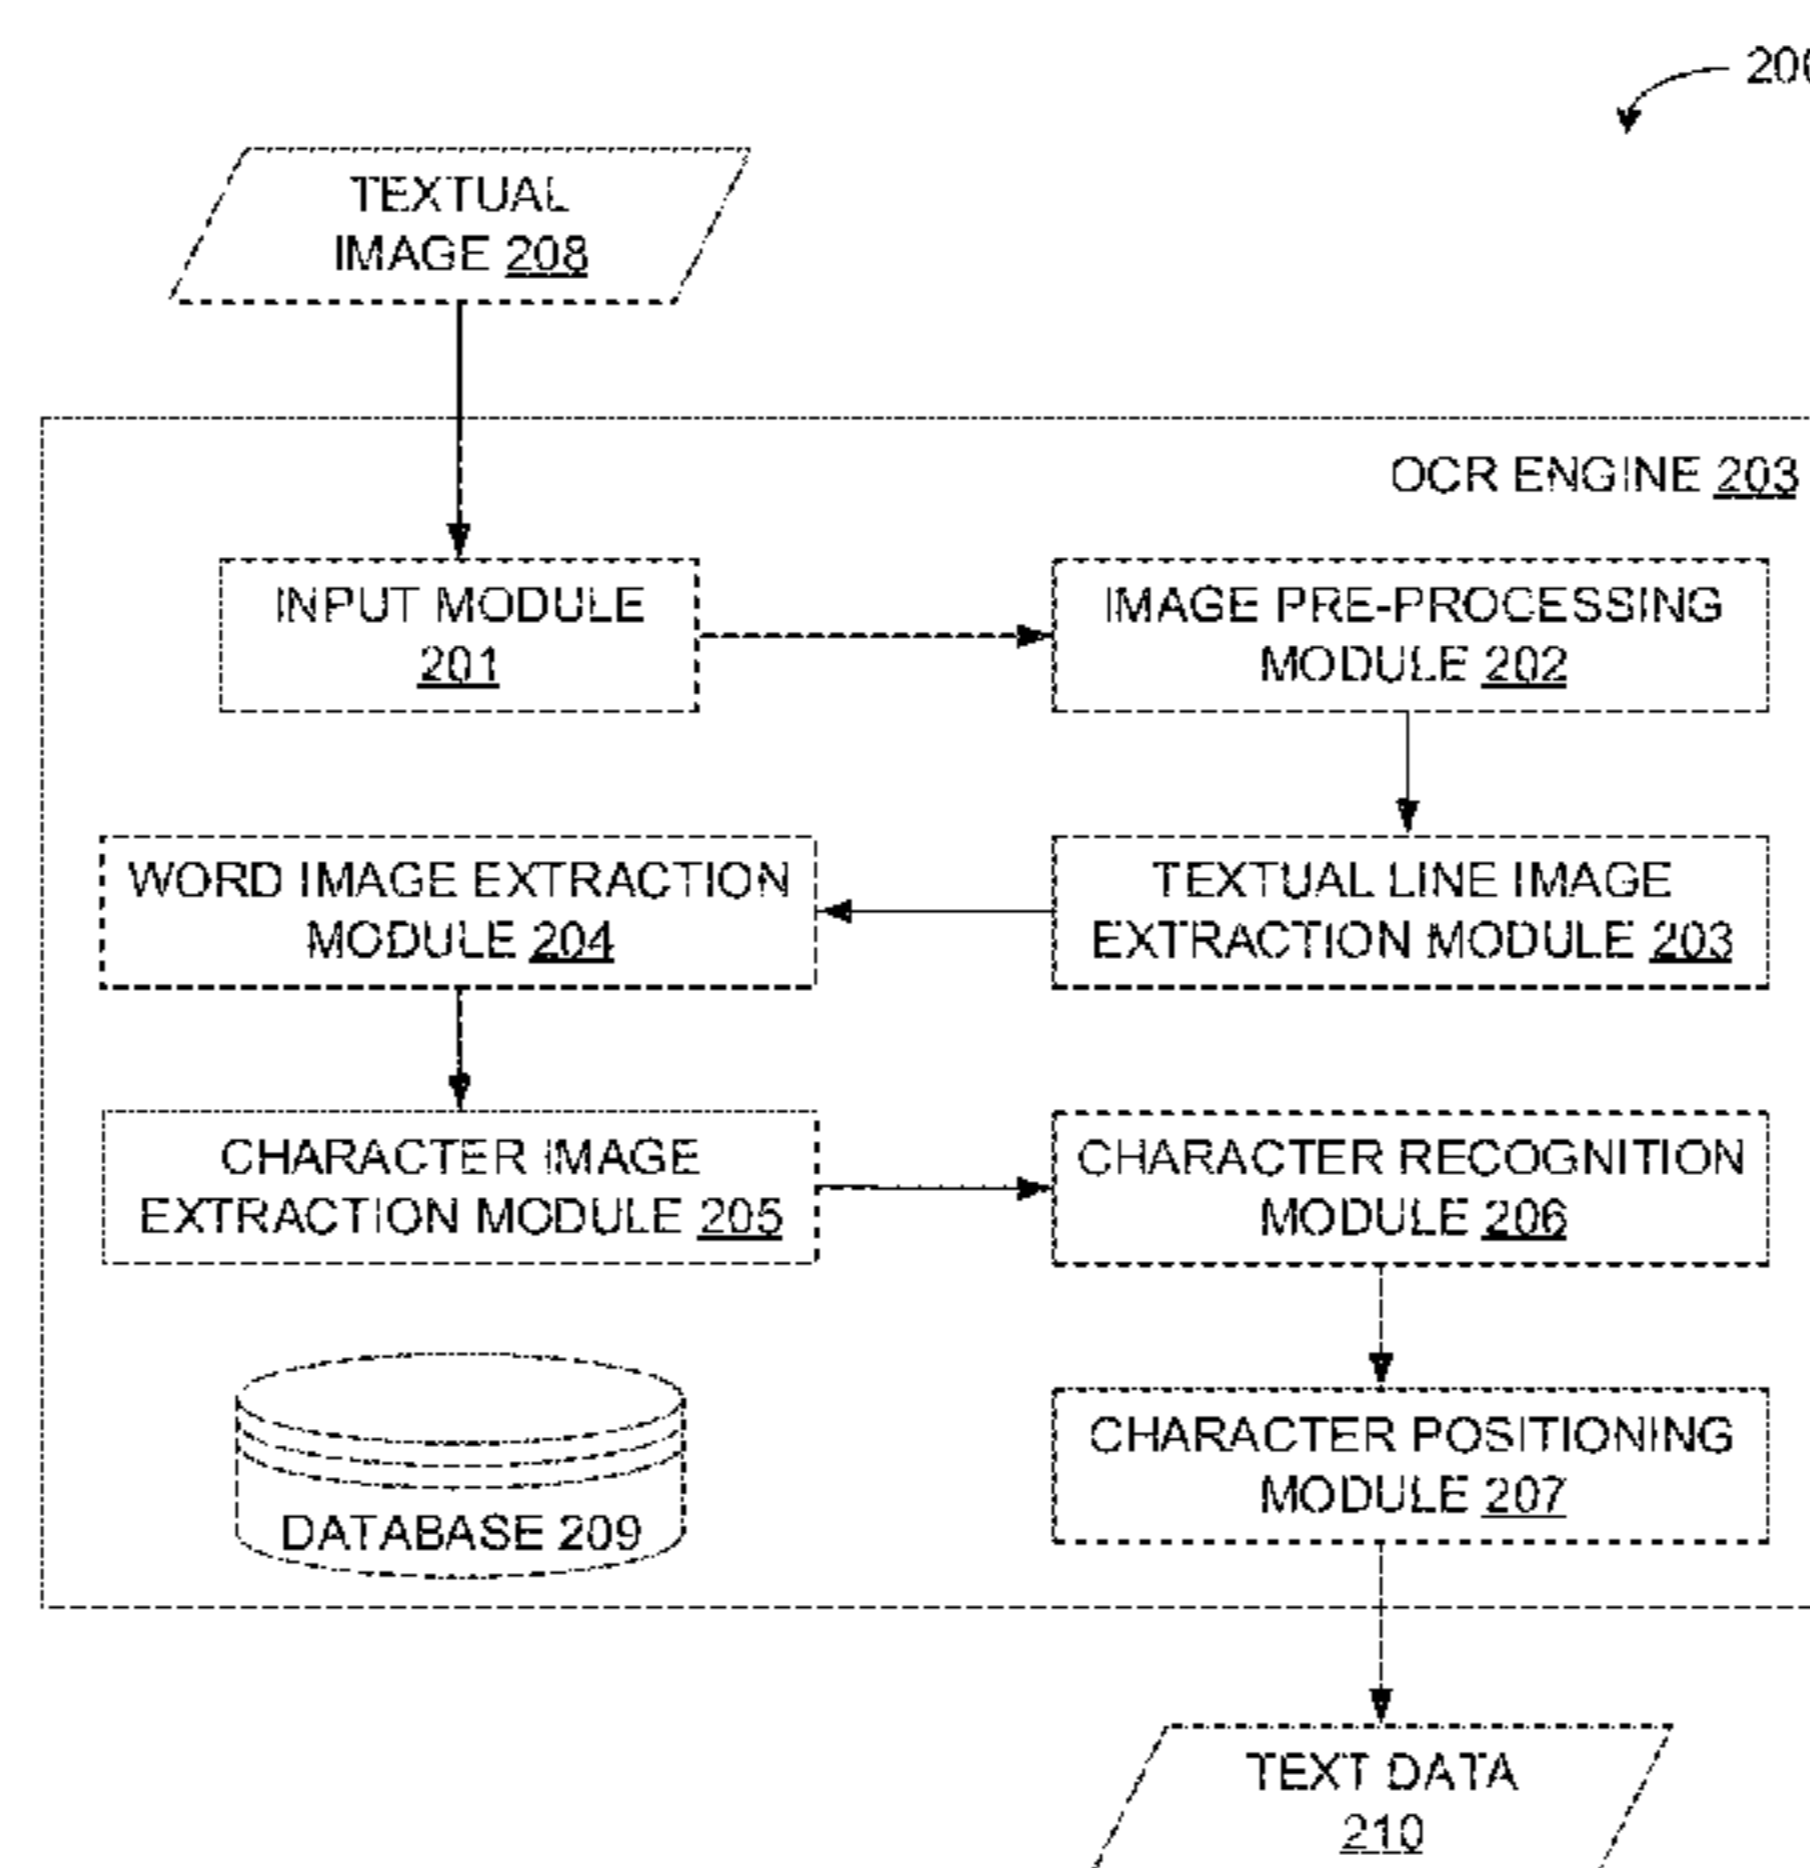 200
TEXTUAL
IMAGE 208
OCR ENGINE 203
INPUT MODULE
201
IMAGE PRE-PROCESSING
MODULE 202
WORD IMAGE EXTRACTION
MODULE 204
TEXTUAL LINE IMAGE
EXTRACTION MODULE 203
CHARACTER IMAGE
EXTRACTION MODULE 205
CHARACTER RECOGNITION
MODULE 206
DATABASE 209
CHARACTER POSITIONING
MODULE 207
TEXT DATA
210